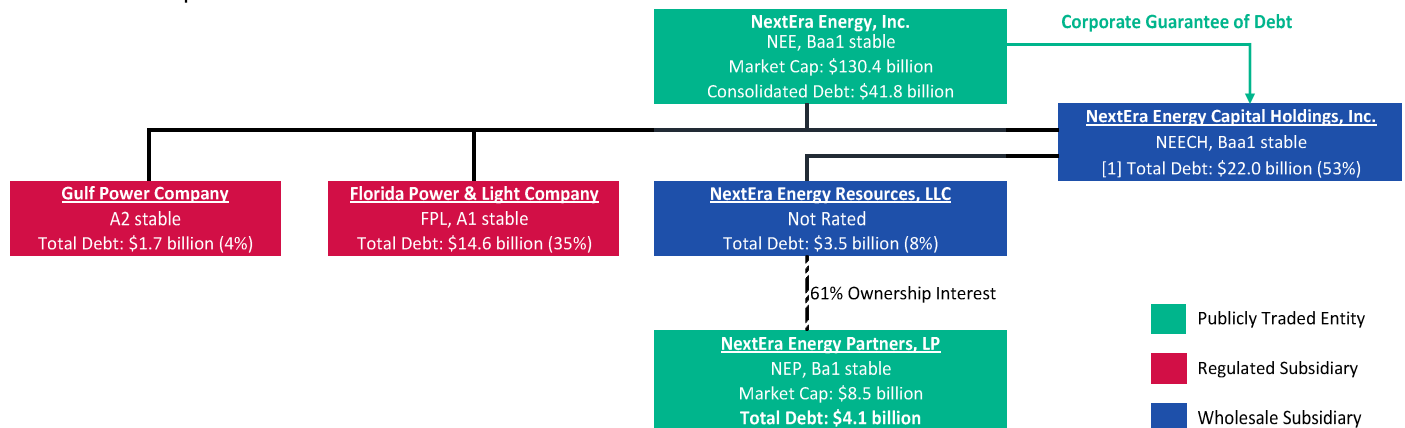 NextEra Energy, Inc.
NEE, Baa1 stable
Market Cap: $130.4 billion
Consolidated Debt: $41.8 billion
Corporate Guarantee of Debt
NextEra Energy Capital Holdings, Inc.
NEECH, Baa1 stable
[1] Total Debt: $22.0 billion (53%)
Gulf Power Company
A2 stable
Total Debt: $1.7 billion (4%)
Florida Power & Light Company
FPL, A1 stable
Total Debt: $14.6 billion (35%)
NextEra Energy Resources, LLC
Not Rated
Total Debt: $3.5 billion (8%)
61% Ownership Interest
NextEra Energy Partners, LP
NEP, Ba1 stable
Market Cap: $8.5 billion
Total Debt: $4.1 billion
Publicly Traded Entity
Regulated Subsidiary
Wholesale Subsidiary